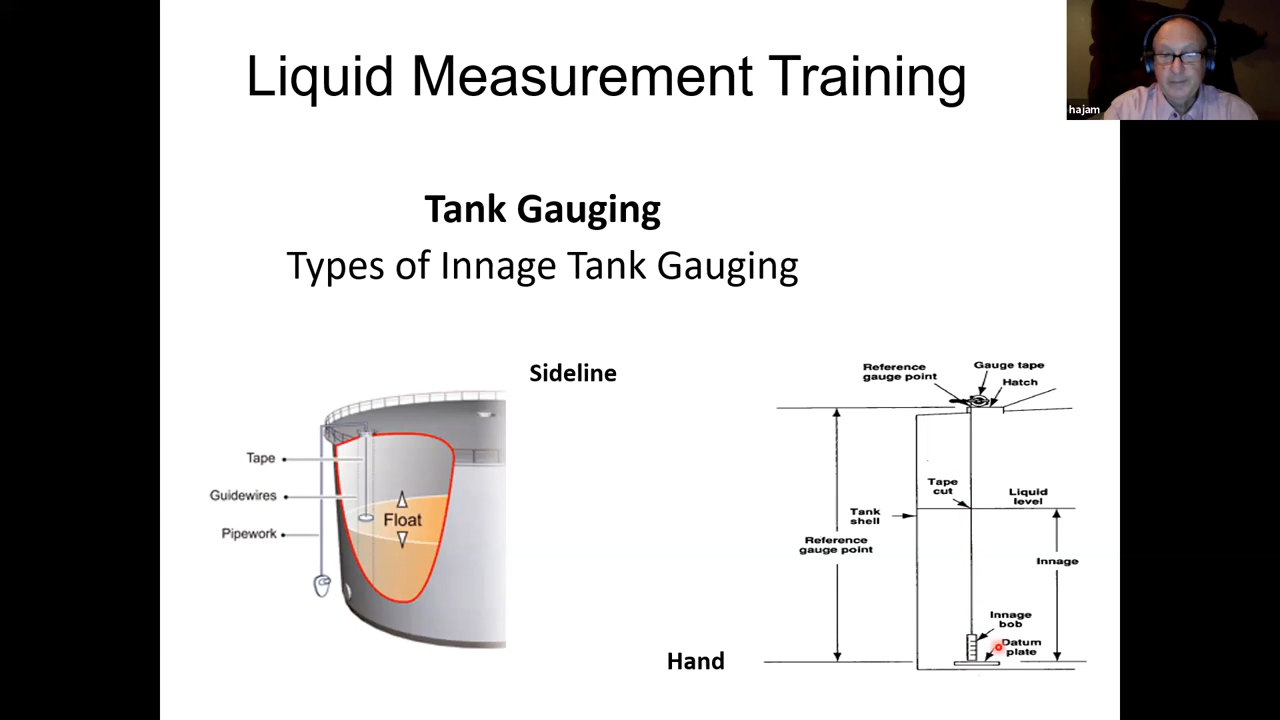 Liquid Measurement Training
hajam
Tank Gauging
Types of Innage Tank Gauging
Sideline
Tape
Guidewires
Pipework
Float
Reference
gauge point
Gauge tape
Hatch
Tape
cut
Liquid
level
Tank
shell
Reference
gauge point
Innage
Innage
bob
Datum
plate
Hand